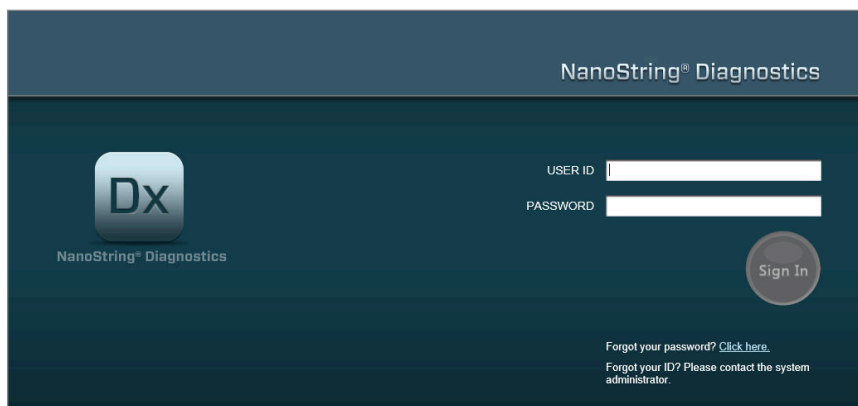 NanoString® Diagnostics
Dx
NanoString® Diagnostics
USER ID
PASSWORD
Sign In
Forgot your password? Click here.
Forgot your ID? Please contact the system
administrator.